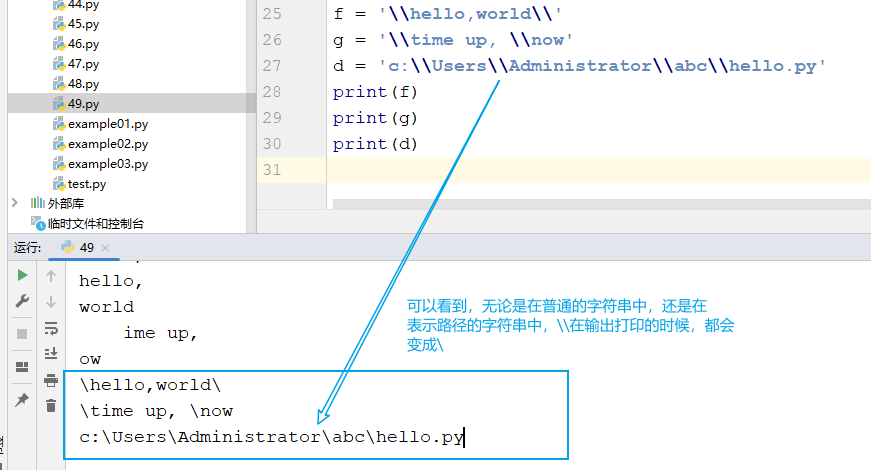 44.py
45.py
46.py
47.py
48.py
49.py
example01.py
example02.py
example03.py
test.py
外部库
临时文件和控制台
25 f = '\\hello,world\\'
26 g = '\\time up, \\now'
27 d = 'c:\\Users\\Administrator\\abc\\hello.py'
28 print(f)
29 print(g)
30 print(d)
31
运行: 49
hello,
world
ime up,
ow
\hello,world\
\time up, \now
c:\Users\Administrator\abc\hello.py
可以看到，无论是在普通的字符串中，还是在
表示路径的字符串中，\\在输出打印的时候，都会
变成\